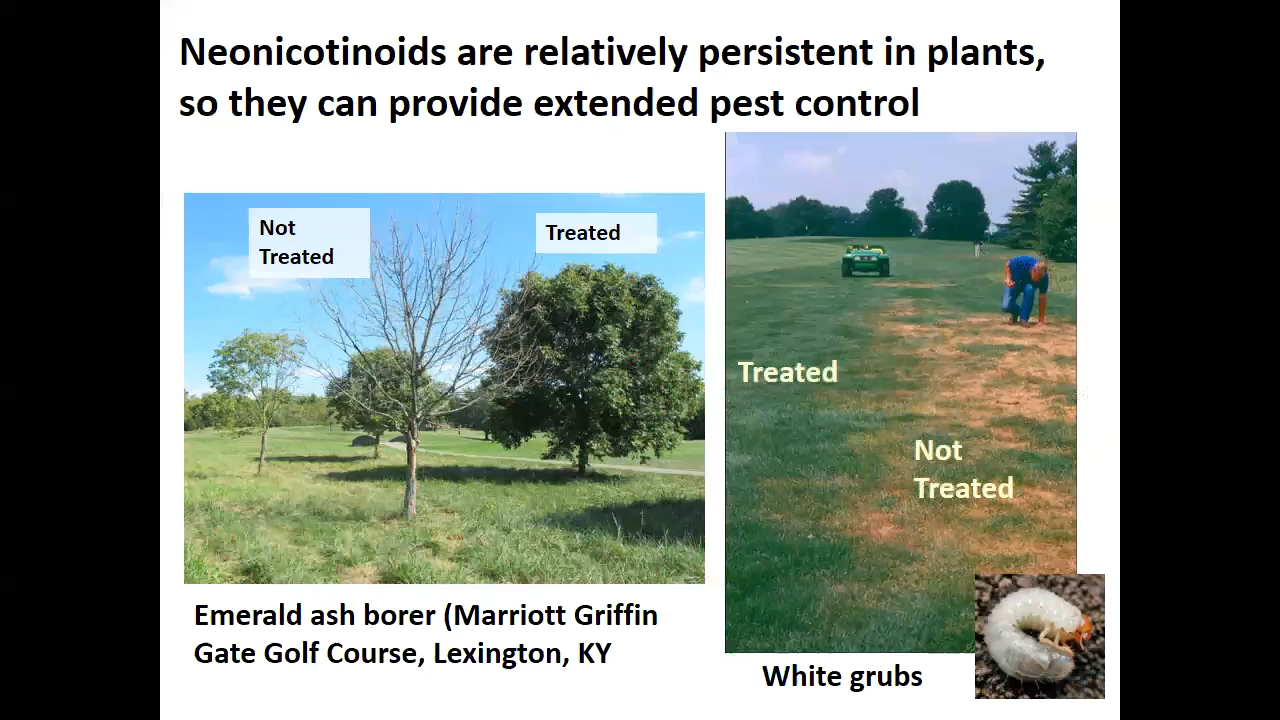 Neonicotinoids are relatively persistent in plants,
so they can provide extended pest control
Not
Treated
Treated
Treated
Not
Treated
Emerald ash borer (Marriott Griffin
Gate Golf Course, Lexington, KY
White grubs